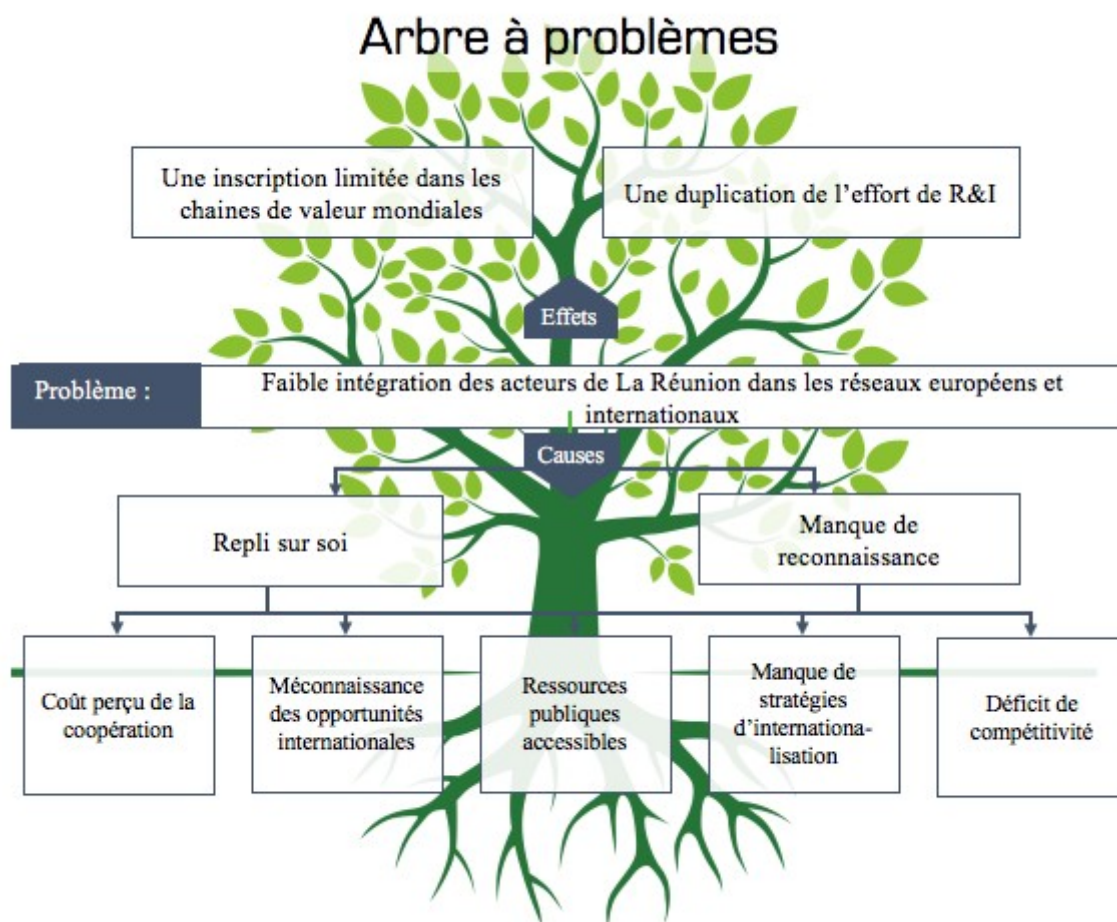 Arbre à problèmes
Une inscription limitée dans les
chaines de valeur mondiales
Une duplication de l'effort de R&I
Effets
Problème :
Faible intégration des acteurs de La Réunion dans les réseaux européens et
internationaux
Causes
Repli sur soi
Manque de
reconnaissance
Coût perçu de la
coopération
Méconnaissance
des opportunités
internationales
Ressources
publiques
accessibles
Manque de
stratégies
d'internationa-
lisation
Déficit de
compétitivité